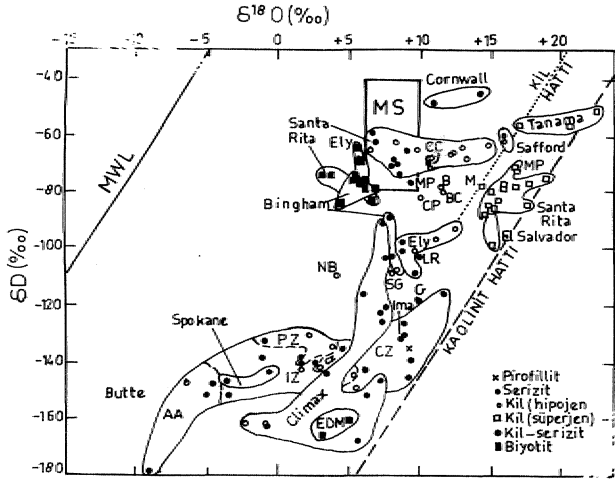 δ¹⁸O (‰)
-15 -10 -5 0 +5 +10 +15 +20
δD (‰)
-40
-60
-80
-100
-120
-140
-160
-180
MWL
KİL HATTI
KAOLİNİT HATTI
Cornwall
MS
Tanama
Santa Rita
Ely
CC
Safford
MP
MP
M
Bingham
CP
BC
Santa Rita
Salvador
Ely
LR
NB
SG
G
Ima
Spokane
PZ
CZ
IZ
Butte
AA
Climax
EDM
× Pirofillit
Serizit
Kil (hipojen
Kil (süperjen)
Kil-serizit
Biyotit